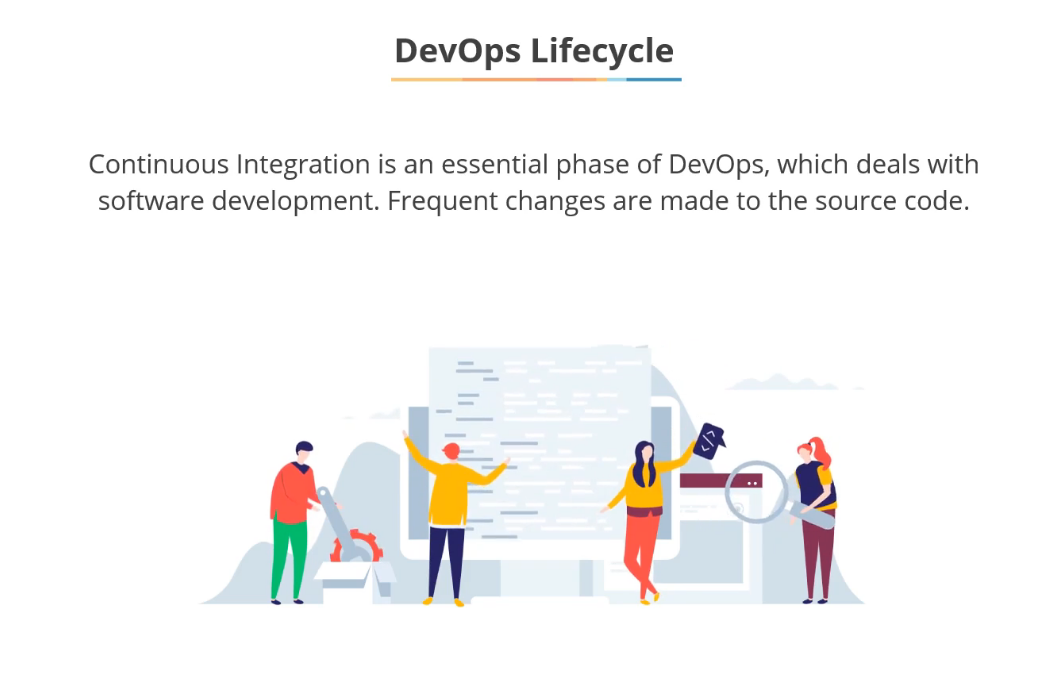 DevOps Lifecycle
Continuous Integration is an essential phase of DevOps, which deals with
software development. Frequent changes are made to the source code.